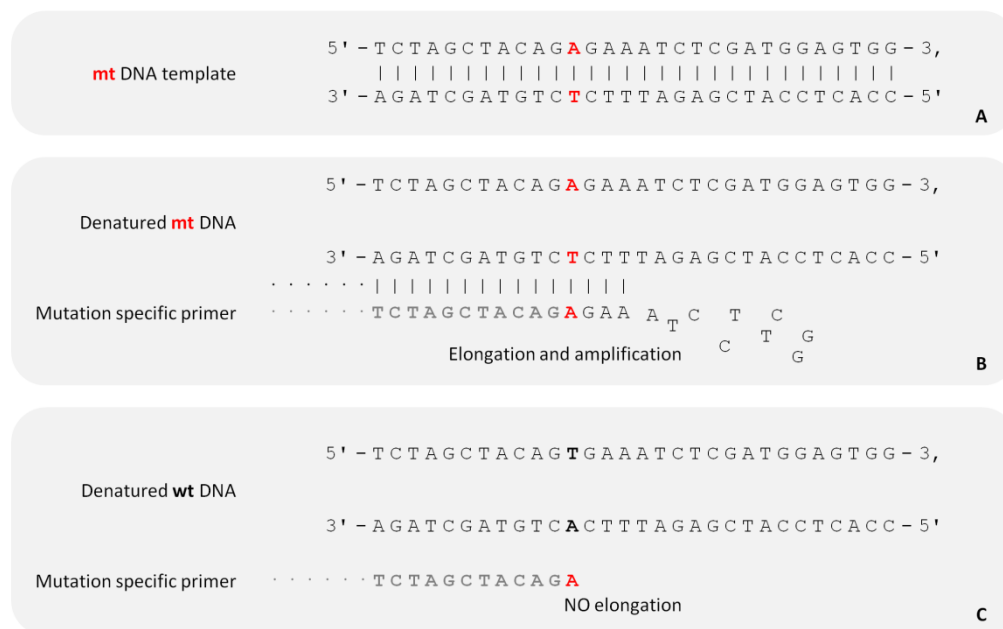 5' - TCTAGCTACAGAGAAATCTCGATGGAGTGG - 3,
mt DNA template
| | | | | | | | | | | | | | | | | | | | | | | | | | | | | |
3' - AGATCGATGTCTCTTTAGAGCTACCTCACC - 5'
A
5' - TCTAGCTACAGAGAAATCTCGATGGAGTGG - 3,
Denatured mt DNA
3' - AGATCGATGTCTCTTTAGAGCTACCTCACC - 5'
. . . . . . | | | | | | | | | | | | | | |
Mutation specific primer . . . . . . TCTAGCTACAGAGAA A T C C T T C G G
Elongation and amplification
B
5' - TCTAGCTACAGTGAAATCTCGATGGAGTGG - 3,
Denatured wt DNA
3' - AGATCGATGTCACTTTAGAGCTACCTCACC - 5'
Mutation specific primer . . . . . . TCTAGCTACAGA
NO elongation
C